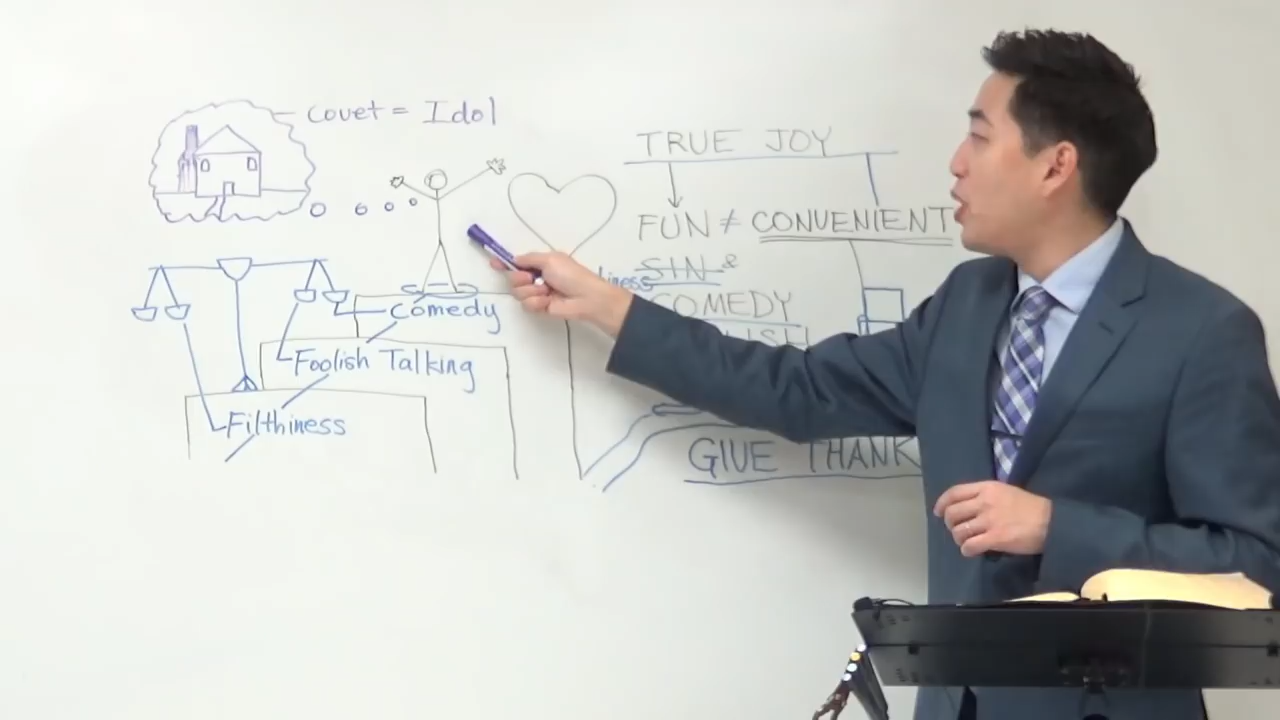 Covet = Idol
Comedy
Foolish Talking
Filthiness
TRUE JOY
FUN ≠ CONVENIENT
SIN &
COMEDY
GIVE THANK